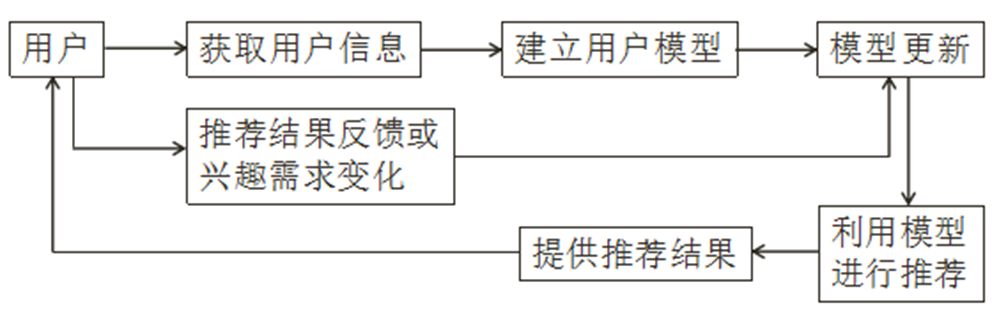 用户
获取用户信息
建立用户模型
模型更新
推荐结果反馈或
兴趣需求变化
利用模型
进行推荐
提供推荐结果